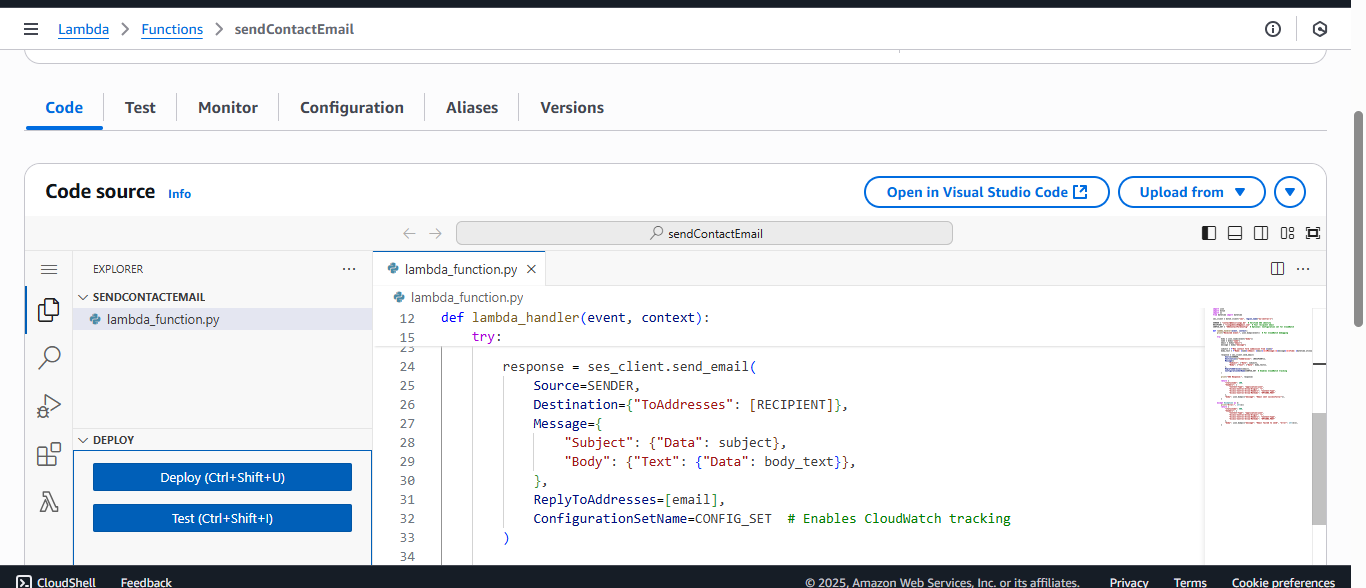 Lambda > Functions > sendContactEmail
Code Test Monitor Configuration Aliases Versions
Code source Info
Open in Visual Studio Code Upload from
sendContactEmail
EXPLORER ...
SENDCONTACTEMAIL
lambda_function.py
DEPLOY
Deploy (Ctrl+Shift+U)
Test (Ctrl+Shift+I)
lambda_function.py
lambda_function.py
12 def lambda_handler(event, context):
15 try:
23
24 response = ses_client.send_email(
25 Source=SENDER,
26 Destination={"ToAddresses": [RECIPIENT]},
27 Message={
28 "Subject": {"Data": subject},
29 "Body": {"Text": {"Data": body_text}},
30 },
31 ReplyToAddresses=[email],
32 ConfigurationSetName=CONFIG_SET # Enables CloudWatch tracking
33 )
34
CloudShell Feedback © 2025, Amazon Web Services, Inc. or its affiliates. Privacy Terms Cookie preferences